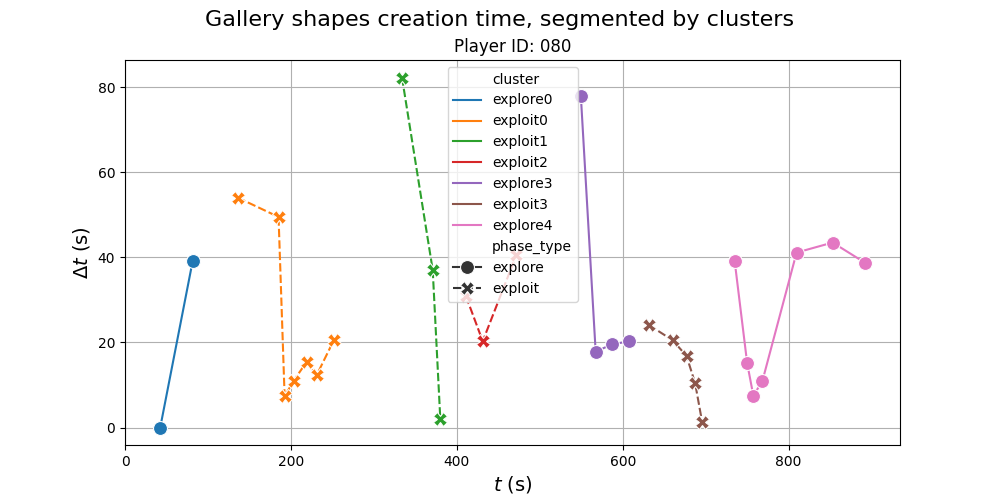 Gallery shapes creation time, segmented by clusters
Player ID: 080
80
60
40
20
0
Δt (s)
cluster
explore0
exploit0
exploit1
exploit2
explore3
exploit3
explore4
phase_type
explore
exploit
0 200 400 600 800
t (s)